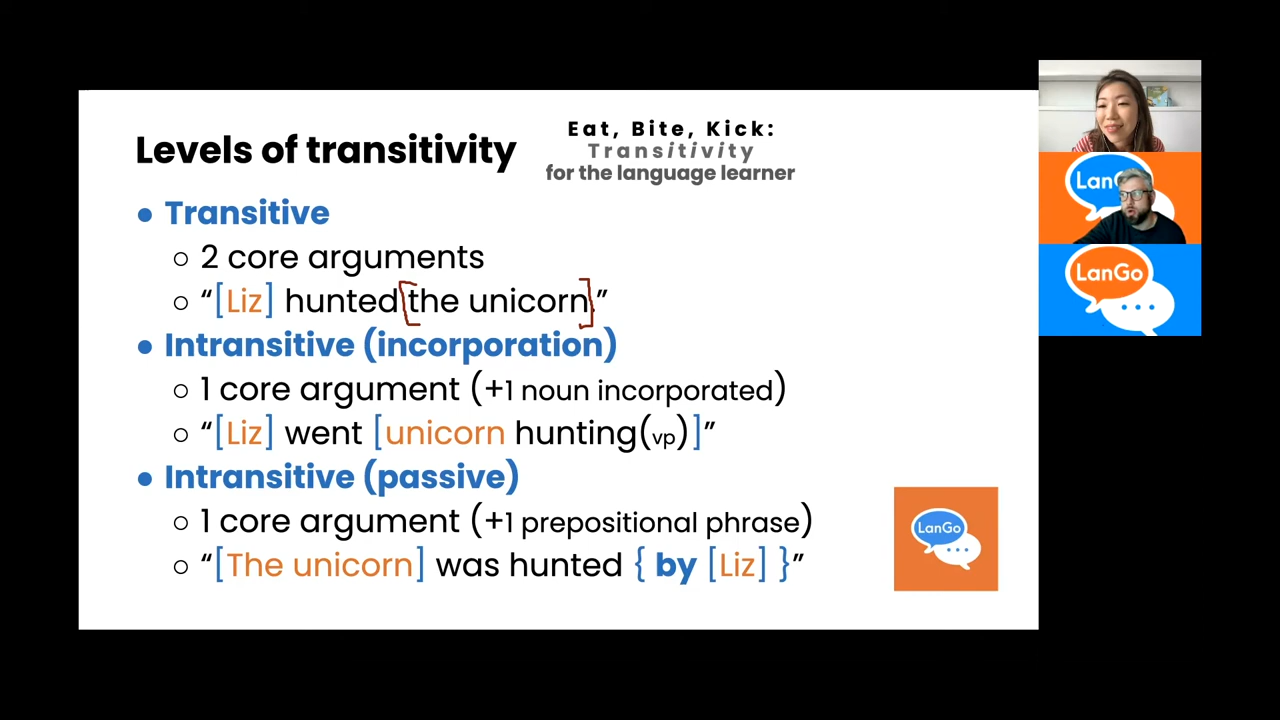 Levels of transitivity
Eat, Bite, Kick:
Transitivity
for the language learner
● Transitive
○ 2 core arguments
○ “[Liz] hunted [the unicorn]”
● Intransitive (incorporation)
○ 1 core argument (+1 noun incorporated)
○ “[Liz] went [unicorn hunting(vp)]”
● Intransitive (passive)
○ 1 core argument (+1 prepositional phrase)
○ “[The unicorn] was hunted { by [Liz] }”
LanGo
LanGo
LanGo